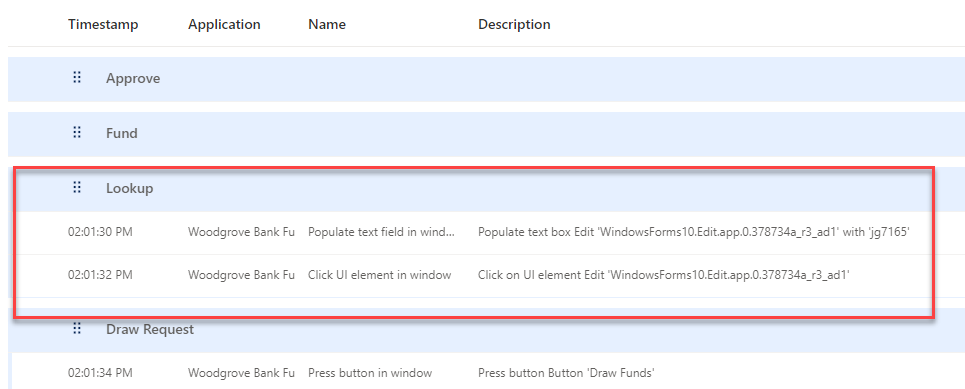 Timestamp Application Name Description
Approve
Fund
Lookup
02:01:30 PM Woodgrove Bank Fu Populate text field in wind... Populate text box Edit 'WindowsForms10.Edit.app.0.378734a_r3_ad1' with 'jg7165'
02:01:32 PM Woodgrove Bank Fu Click UI element in window Click on UI element Edit 'WindowsForms10.Edit.app.0.378734a_r3_ad1'
Draw Request
02:01:34 PM Woodgrove Bank Fu Press button in window Press button Button 'Draw Funds'